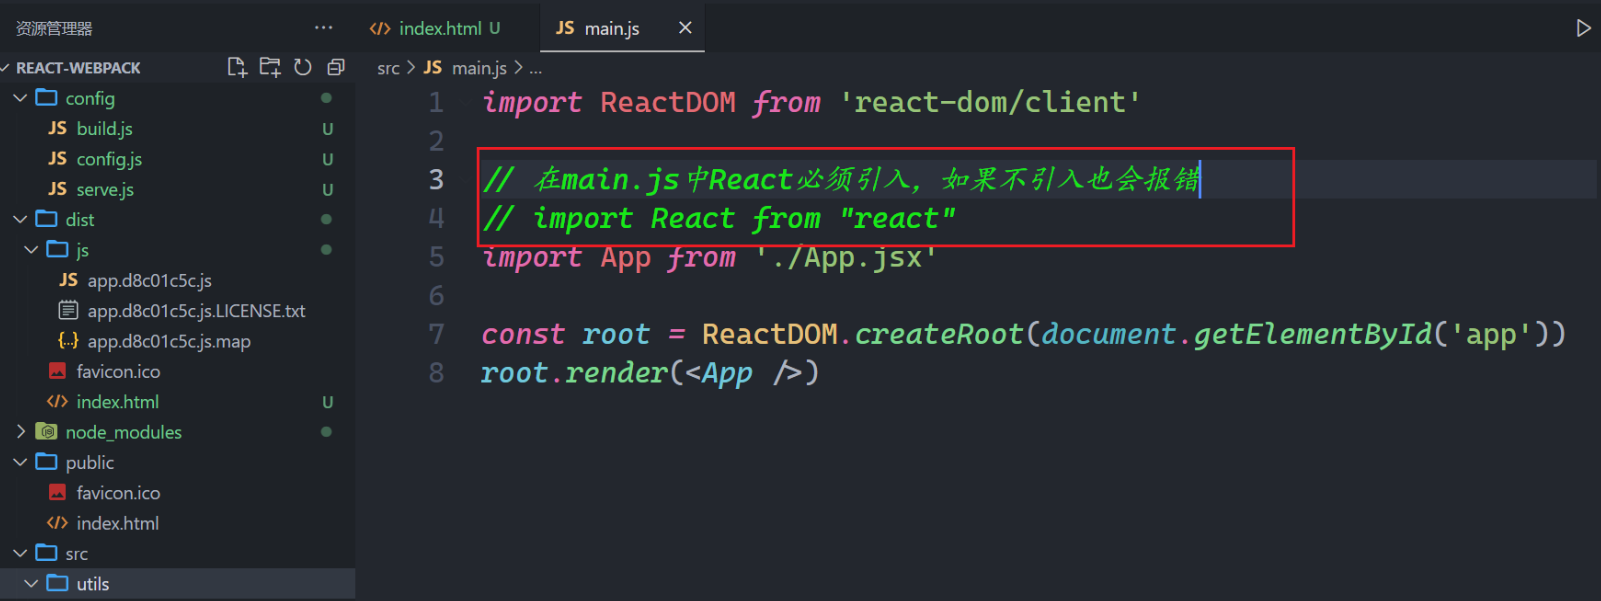 资源管理器 ···
index.html U
JS main.js
REACT-WEBPACK
src > JS main.js > ...
config
JS build.js U
JS config.js U
JS serve.js U
dist
js
JS app.d8c01c5c.js
app.d8c01c5c.js.LICENSE.txt
{..} app.d8c01c5c.js.map
favicon.ico
index.html U
node_modules
public
favicon.ico
index.html
src
utils
1 import ReactDOM from 'react-dom/client'
2
3 // 在main.js中React必须引入，如果不引入也会报错
4 // import React from "react"
5 import App from './App.jsx'
6
7 const root = ReactDOM.createRoot(document.getElementById('app'))
8 root.render(<App />)